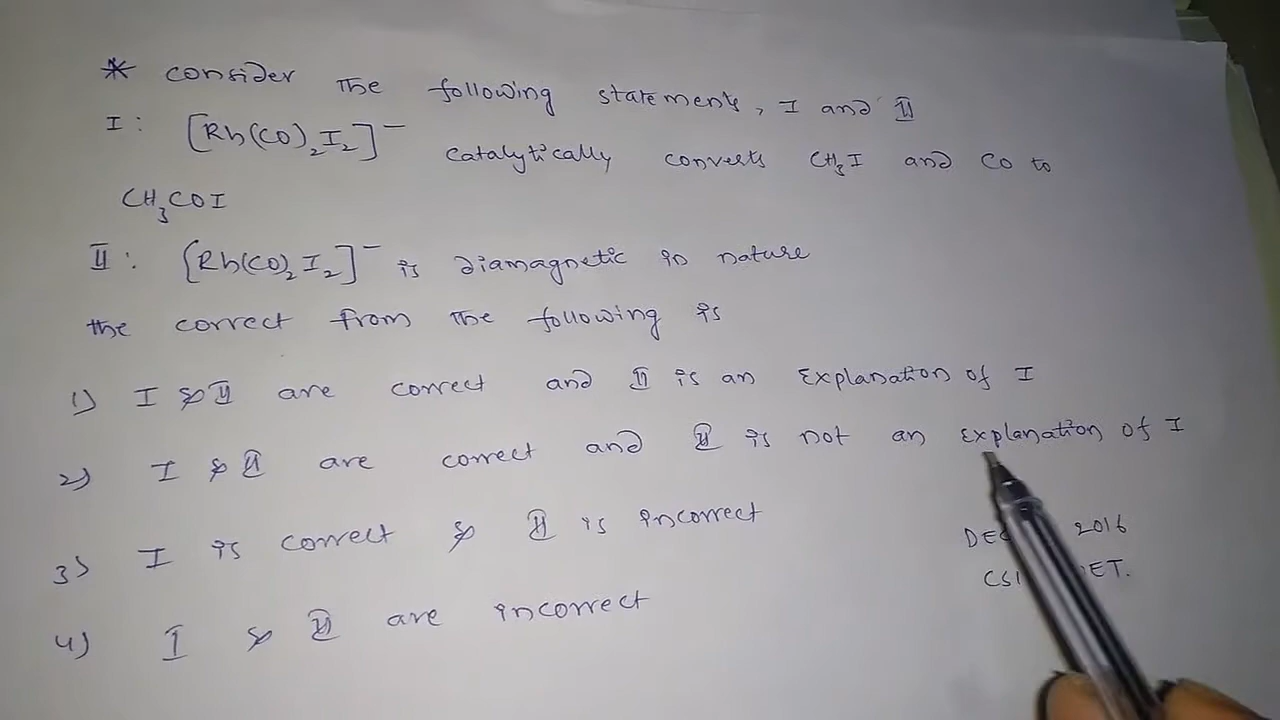 * consider the following statements, I and II
I: [Rh(CO)₂I₂]⁻ catalytically converts CH₃I and CO to
CH₃COI
II: [Rh(CO)₂I₂]⁻ is diamagnetic in nature
the correct from the following is
1) I & II are correct and II is an Explanation of I
2) I & II are correct and II is not an Explanation of I
3) I is correct & II is incorrect
4) I & II are incorrect
2016